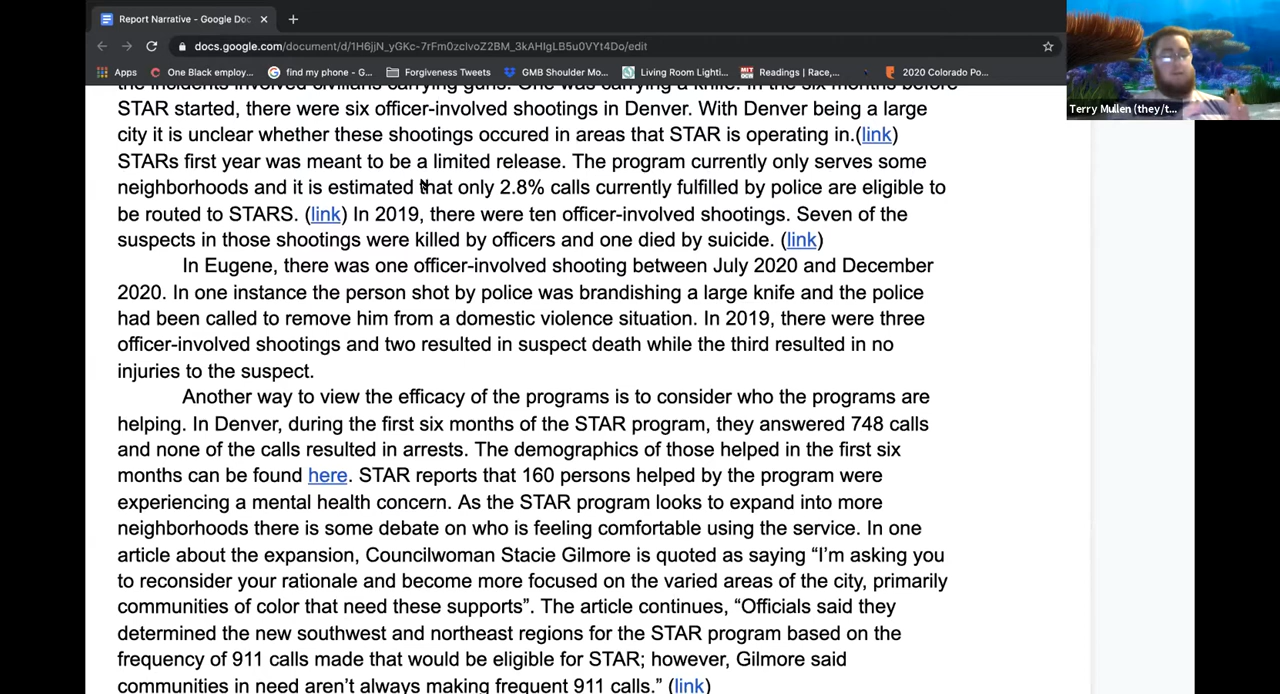 Report Narrative - Google Doc
docs.google.com/document/d/1H6jjN_yGKc-7rFm0zcIvoZ2BM_3kAHIgLB5u0VYt4Do/edit
Apps One Black employ... find my phone - G... Forgiveness Tweets GMB Shoulder Mo... Living Room Lighti... Readings | Race,... 2020 Colorado Po...
Terry Mullen (they/t...
the incidents involved civilians carrying guns. One was carrying a knife. In the six months before
STAR started, there were six officer-involved shootings in Denver. With Denver being a large
city it is unclear whether these shootings occured in areas that STAR is operating in.(link)
STARs first year was meant to be a limited release. The program currently only serves some
neighborhoods and it is estimated that only 2.8% calls currently fulfilled by police are eligible to
be routed to STARS. (link) In 2019, there were ten officer-involved shootings. Seven of the
suspects in those shootings were killed by officers and one died by suicide. (link)
In Eugene, there was one officer-involved shooting between July 2020 and December
2020. In one instance the person shot by police was brandishing a large knife and the police
had been called to remove him from a domestic violence situation. In 2019, there were three
officer-involved shootings and two resulted in suspect death while the third resulted in no
injuries to the suspect.
Another way to view the efficacy of the programs is to consider who the programs are
helping. In Denver, during the first six months of the STAR program, they answered 748 calls
and none of the calls resulted in arrests. The demographics of those helped in the first six
months can be found here. STAR reports that 160 persons helped by the program were
experiencing a mental health concern. As the STAR program looks to expand into more
neighborhoods there is some debate on who is feeling comfortable using the service. In one
article about the expansion, Councilwoman Stacie Gilmore is quoted as saying “I’m asking you
to reconsider your rationale and become more focused on the varied areas of the city, primarily
communities of color that need these supports”. The article continues, “Officials said they
determined the new southwest and northeast regions for the STAR program based on the
frequency of 911 calls made that would be eligible for STAR; however, Gilmore said
communities in need aren’t always making frequent 911 calls.” (link)